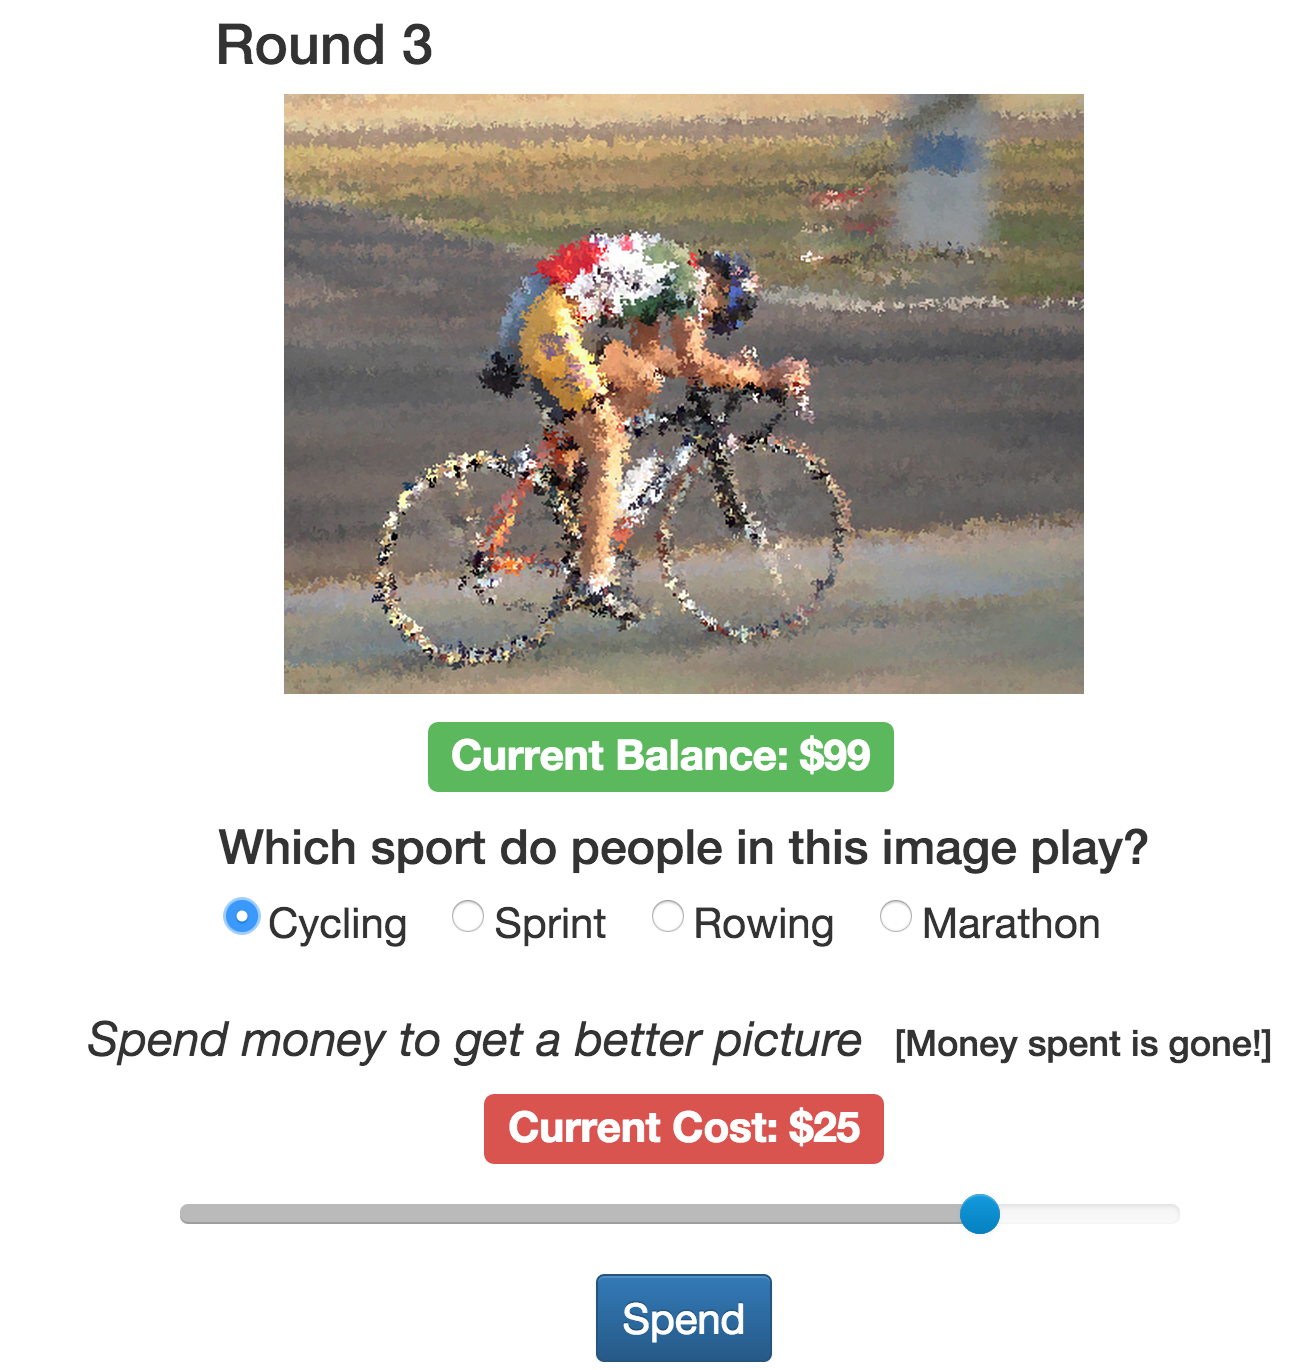 Round 3
Current Balance: $99
Which sport do people in this image play?
Cycling Sprint Rowing Marathon
Spend money to get a better picture [Money spent is gone!]
Current Cost: $25
Spend